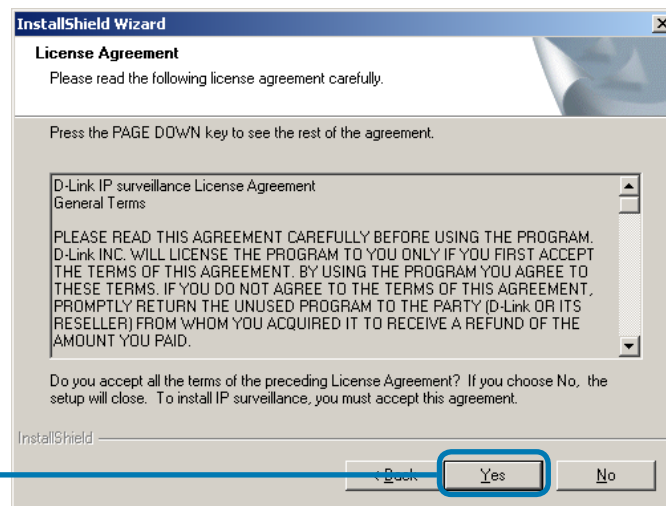 InstallShield Wizard
License Agreement
Please read the following license agreement carefully.
Press the PAGE DOWN key to see the rest of the agreement.
D-Link IP surveillance License Agreement
General Terms
PLEASE READ THIS AGREEMENT CAREFULLY BEFORE USING THE PROGRAM.
D-Link INC. WILL LICENSE THE PROGRAM TO YOU ONLY IF YOU FIRST ACCEPT
THE TERMS OF THIS AGREEMENT. BY USING THE PROGRAM YOU AGREE TO
THESE TERMS. IF YOU DO NOT AGREE TO THE TERMS OF THIS AGREEMENT,
PROMPTLY RETURN THE UNUSED PROGRAM TO THE PARTY (D-Link OR ITS
RESELLER) FROM WHOM YOU ACQUIRED IT TO RECEIVE A REFUND OF THE
AMOUNT YOU PAID.
Do you accept all the terms of the preceding License Agreement? If you choose No, the
setup will close. To install IP surveillance, you must accept this agreement.
InstallShield
< Back Yes No